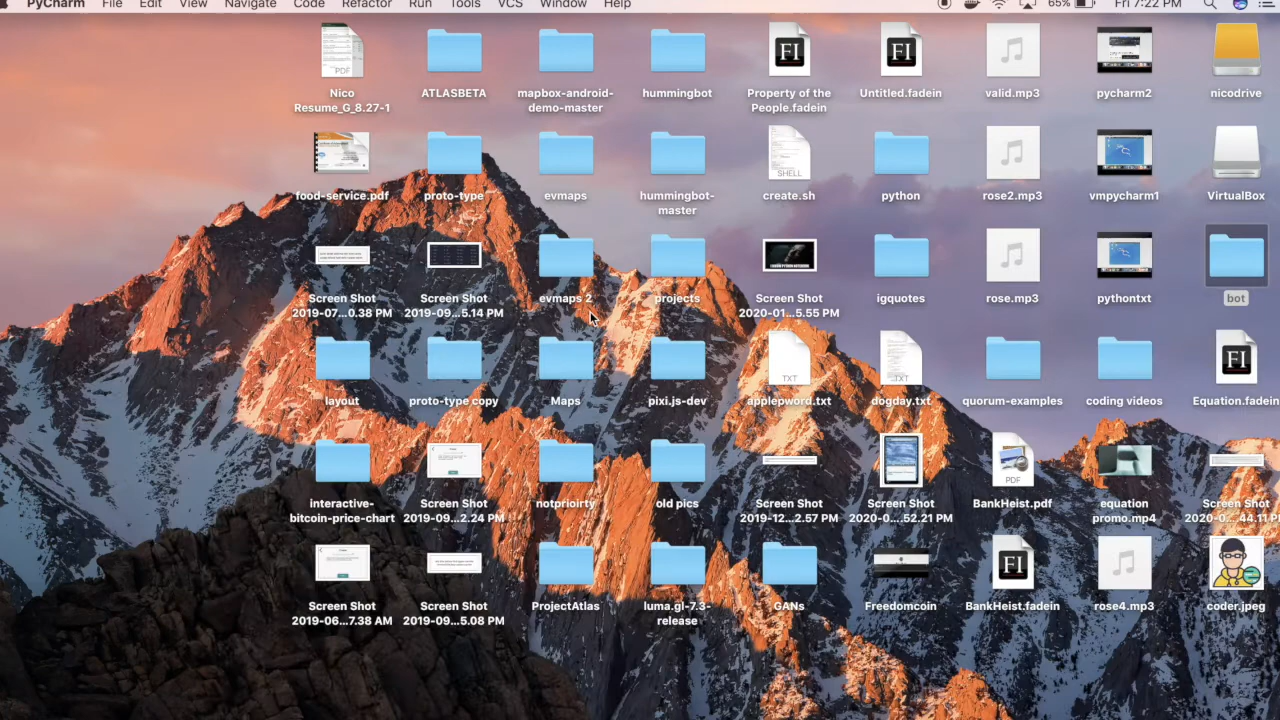 PyCharm File Edit View Navigate Code Refactor Run Tools VCS Window Help 65% Fri 7:22 PM
PDF
FI
FI
Nico
Resume_G_8.27-1
ATLASBETA
mapbox-android-
demo-master
hummingbot
Property of the
People.fadein
Untitled.fadein
valid.mp3
pycharm2
nicodrive
SHELL
food-service.pdf
proto-type
evmaps
hummingbot-
master
create.sh
python
rose2.mp3
vmpycharm1
VirtualBox
Screen Shot
2019-07...0.38 PM
Screen Shot
2019-09...5.14 PM
evmaps 2
projects
Screen Shot
2020-01...5.55 PM
igquotes
rose.mp3
pythontxt
bot
TXT
TXT
FI
layout
proto-type copy
Maps
pixi.js-dev
applepword.txt
dogday.txt
quorum-examples
coding videos
Equation.fadein
PDF
interactive-
bitcoin-price-chart
Screen Shot
2019-09...2.24 PM
notprioirty
old pics
Screen Shot
2019-12...2.57 PM
Screen Shot
2020-0...52.21 PM
BankHeist.pdf
equation
promo.mp4
Screen Shot
2020-0...44.11 PM
FI
Screen Shot
2019-06...7.38 AM
Screen Shot
2019-09...5.08 PM
ProjectAtlas
luma.gl-7.3-
release
GANs
Freedomcoin
BankHeist.fadein
rose4.mp3
coder.jpeg